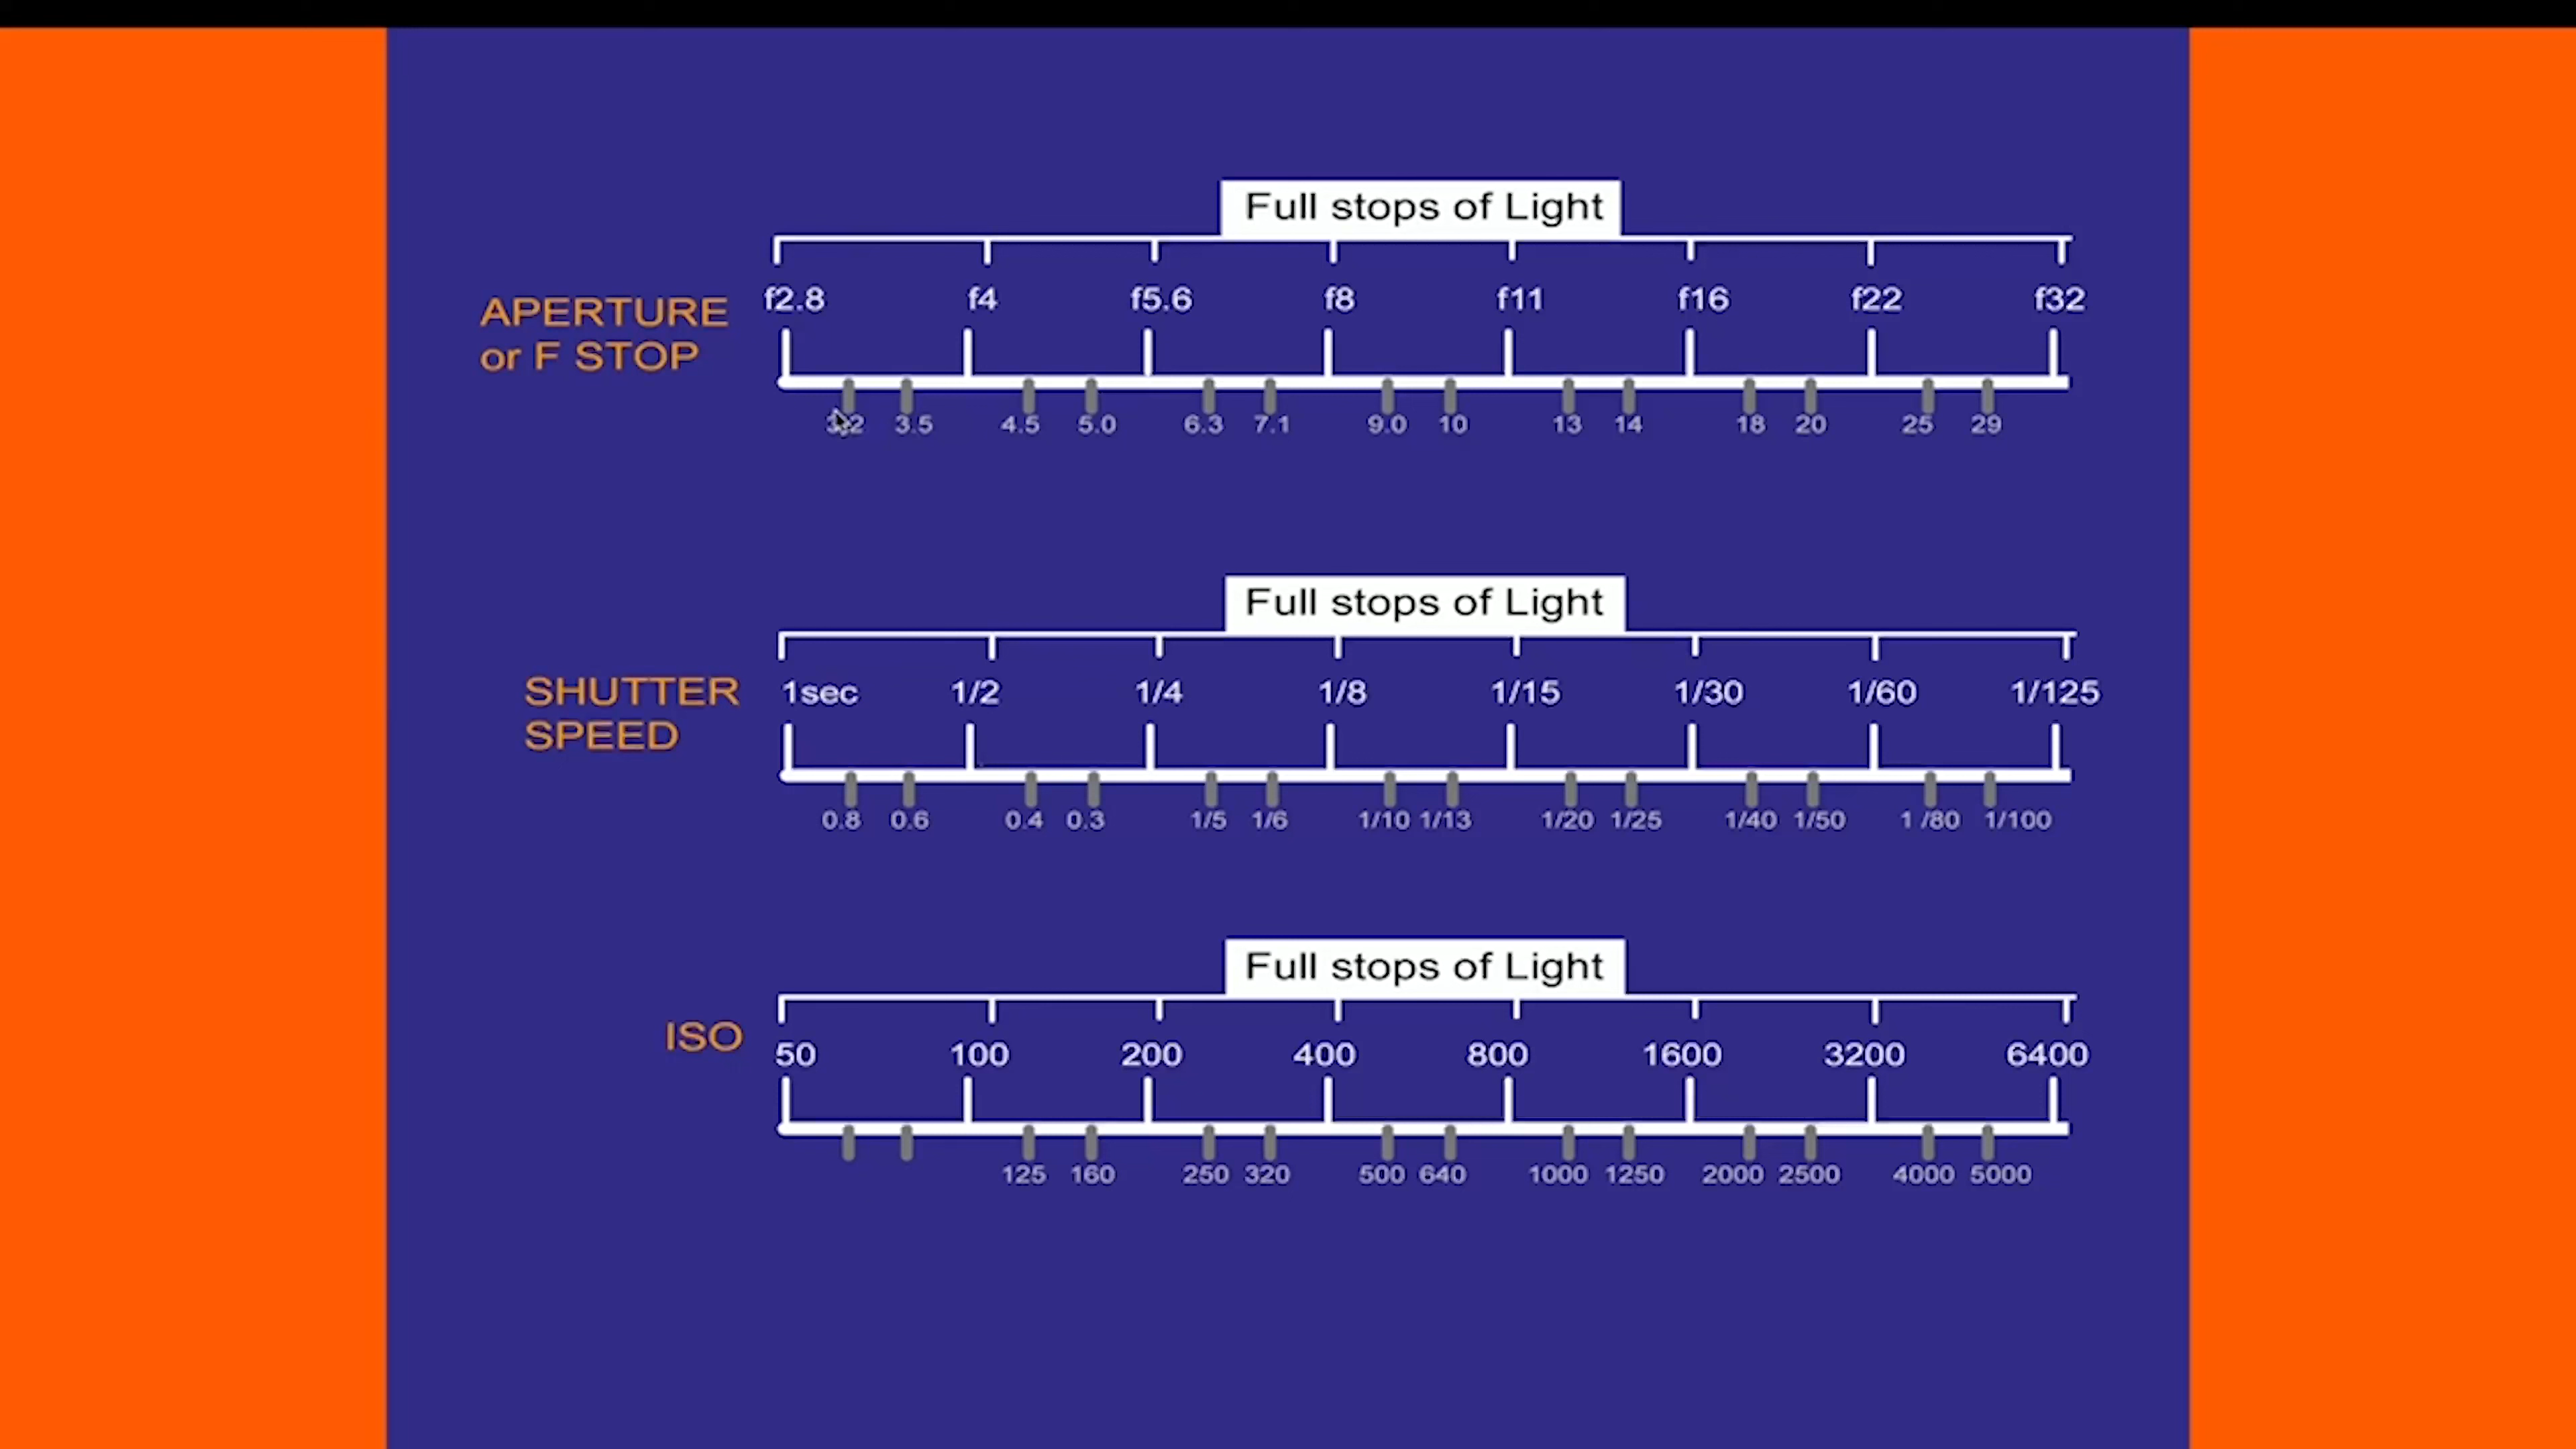 Full stops of Light
APERTURE
or F STOP
f2.8 f4 f5.6 f8 f11 f16 f22 f32
3.5 4.5 5.0 6.3 7.1 9.0 10 13 14 18 20 25 29
Full stops of Light
SHUTTER
SPEED
1sec 1/2 1/4 1/8 1/15 1/30 1/60 1/125
0.8 0.6 0.4 0.3 1/5 1/6 1/10 1/13 1/20 1/25 1/40 1/50 1 /80 1/100
Full stops of Light
ISO
50 100 200 400 800 1600 3200 6400
125 160 250 320 500 640 1000 1250 2000 2500 4000 5000